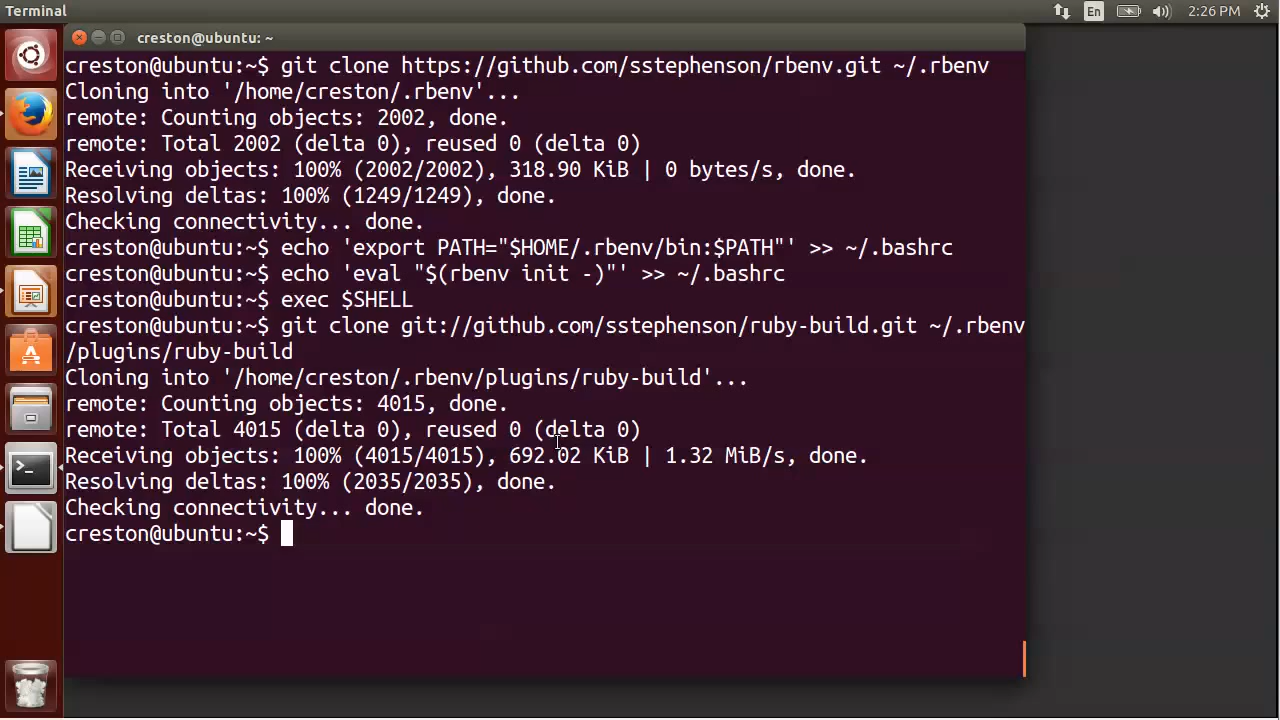 Terminal
En
2:26 PM
creston@ubuntu: ~
creston@ubuntu:~$ git clone https://github.com/sstephenson/rbenv.git ~/.rbenv
Cloning into '/home/creston/.rbenv'...
remote: Counting objects: 2002, done.
remote: Total 2002 (delta 0), reused 0 (delta 0)
Receiving objects: 100% (2002/2002), 318.90 KiB | 0 bytes/s, done.
Resolving deltas: 100% (1249/1249), done.
Checking connectivity... done.
creston@ubuntu:~$ echo 'export PATH="$HOME/.rbenv/bin:$PATH"' >> ~/.bashrc
creston@ubuntu:~$ echo 'eval "$(rbenv init -)"' >> ~/.bashrc
creston@ubuntu:~$ exec $SHELL
creston@ubuntu:~$ git clone git://github.com/sstephenson/ruby-build.git ~/.rbenv
/plugins/ruby-build
Cloning into '/home/creston/.rbenv/plugins/ruby-build'...
remote: Counting objects: 4015, done.
remote: Total 4015 (delta 0), reused 0 (delta 0)
Receiving objects: 100% (4015/4015), 692.02 KiB | 1.32 MiB/s, done.
Resolving deltas: 100% (2035/2035), done.
Checking connectivity... done.
creston@ubuntu:~$